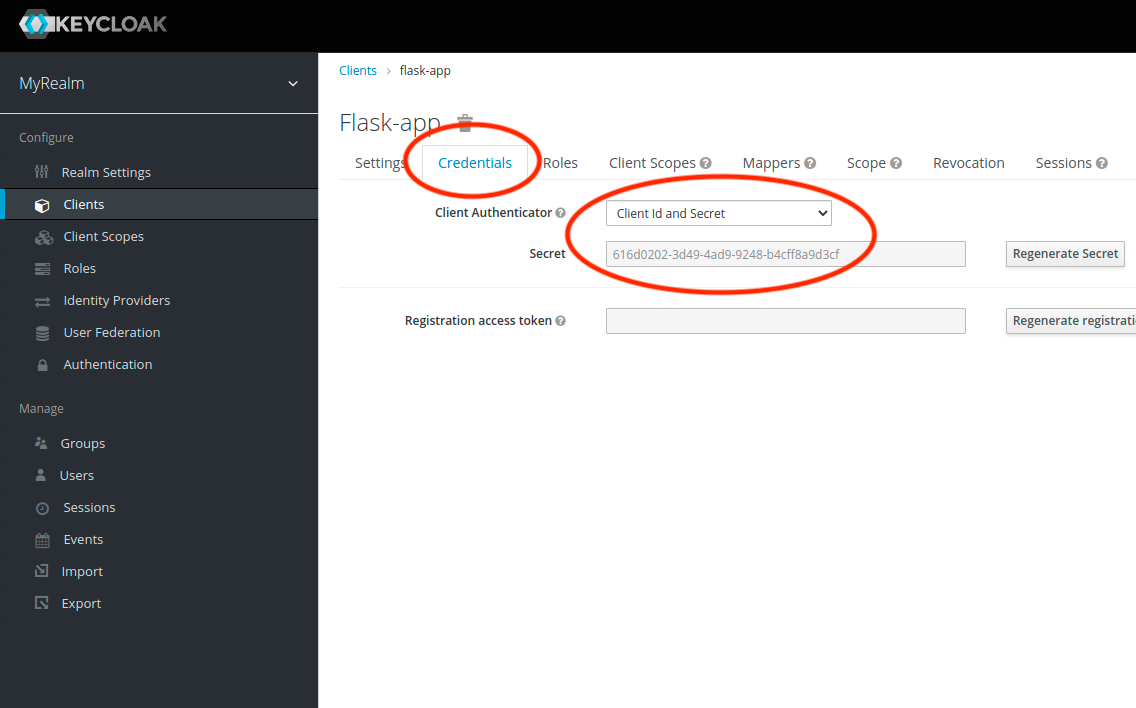 KEYCLOAK
MyRealm
Configure
Realm Settings
Clients
Client Scopes
Roles
Identity Providers
User Federation
Authentication
Manage
Groups
Users
Sessions
Events
Import
Export
Clients > flask-app
Flask-app
Settings Credentials Roles Client Scopes Mappers Scope Revocation Sessions
Client Authenticator Client Id and Secret
Secret 616d0202-3d49-4ad9-9248-b4cff8a9d3cf Regenerate Secret
Registration access token Regenerate registrati